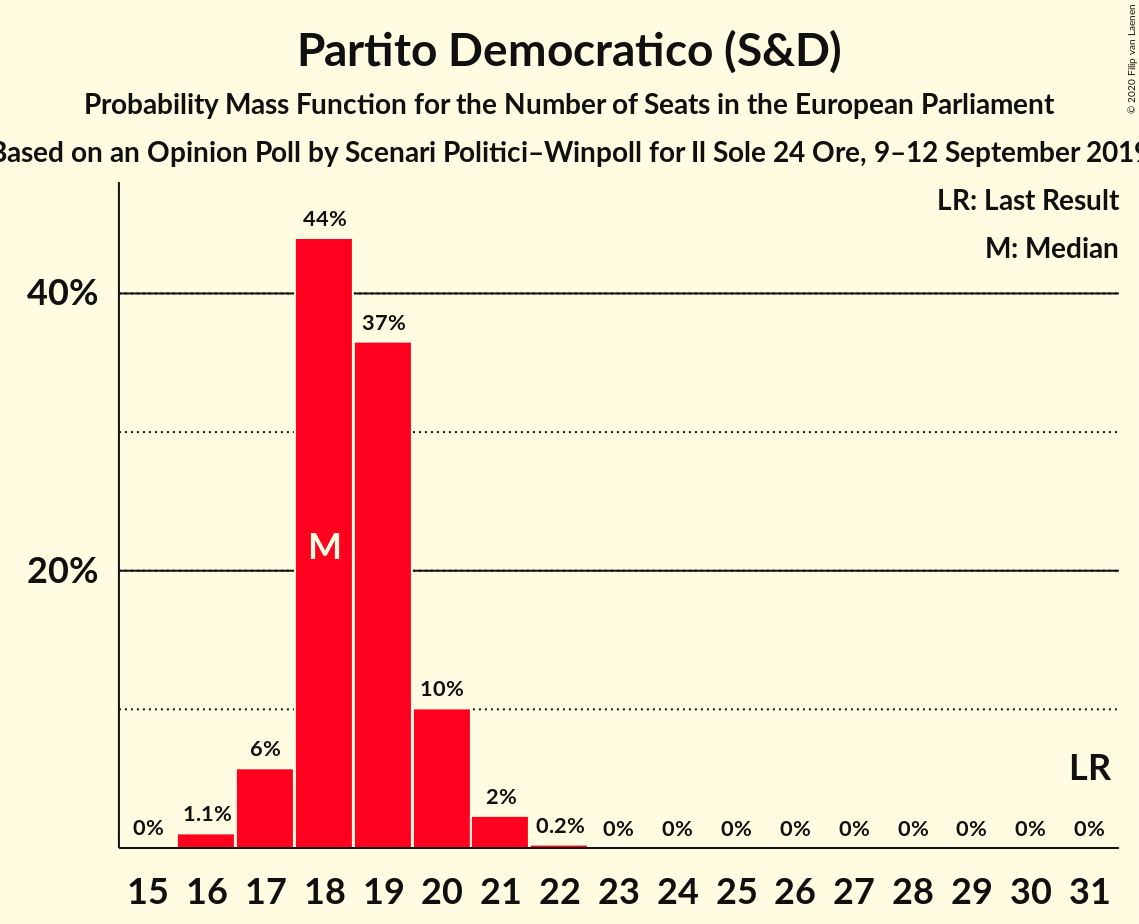 Partito Democratico (S&D)
Probability Mass Function for the Number of Seats in the European Parliament
Based on an Opinion Poll by Scenari Politici–Winpoll for Il Sole 24 Ore, 9–12 September 2019
© 2020 Filip van Laenen
LR: Last Result
M: Median
44%
40%
37%
M
20%
10%
6%
LR
2%
0% 1.1% 0.2% 0% 0% 0% 0% 0% 0% 0% 0% 0%
15 16 17 18 19 20 21 22 23 24 25 26 27 28 29 30 31